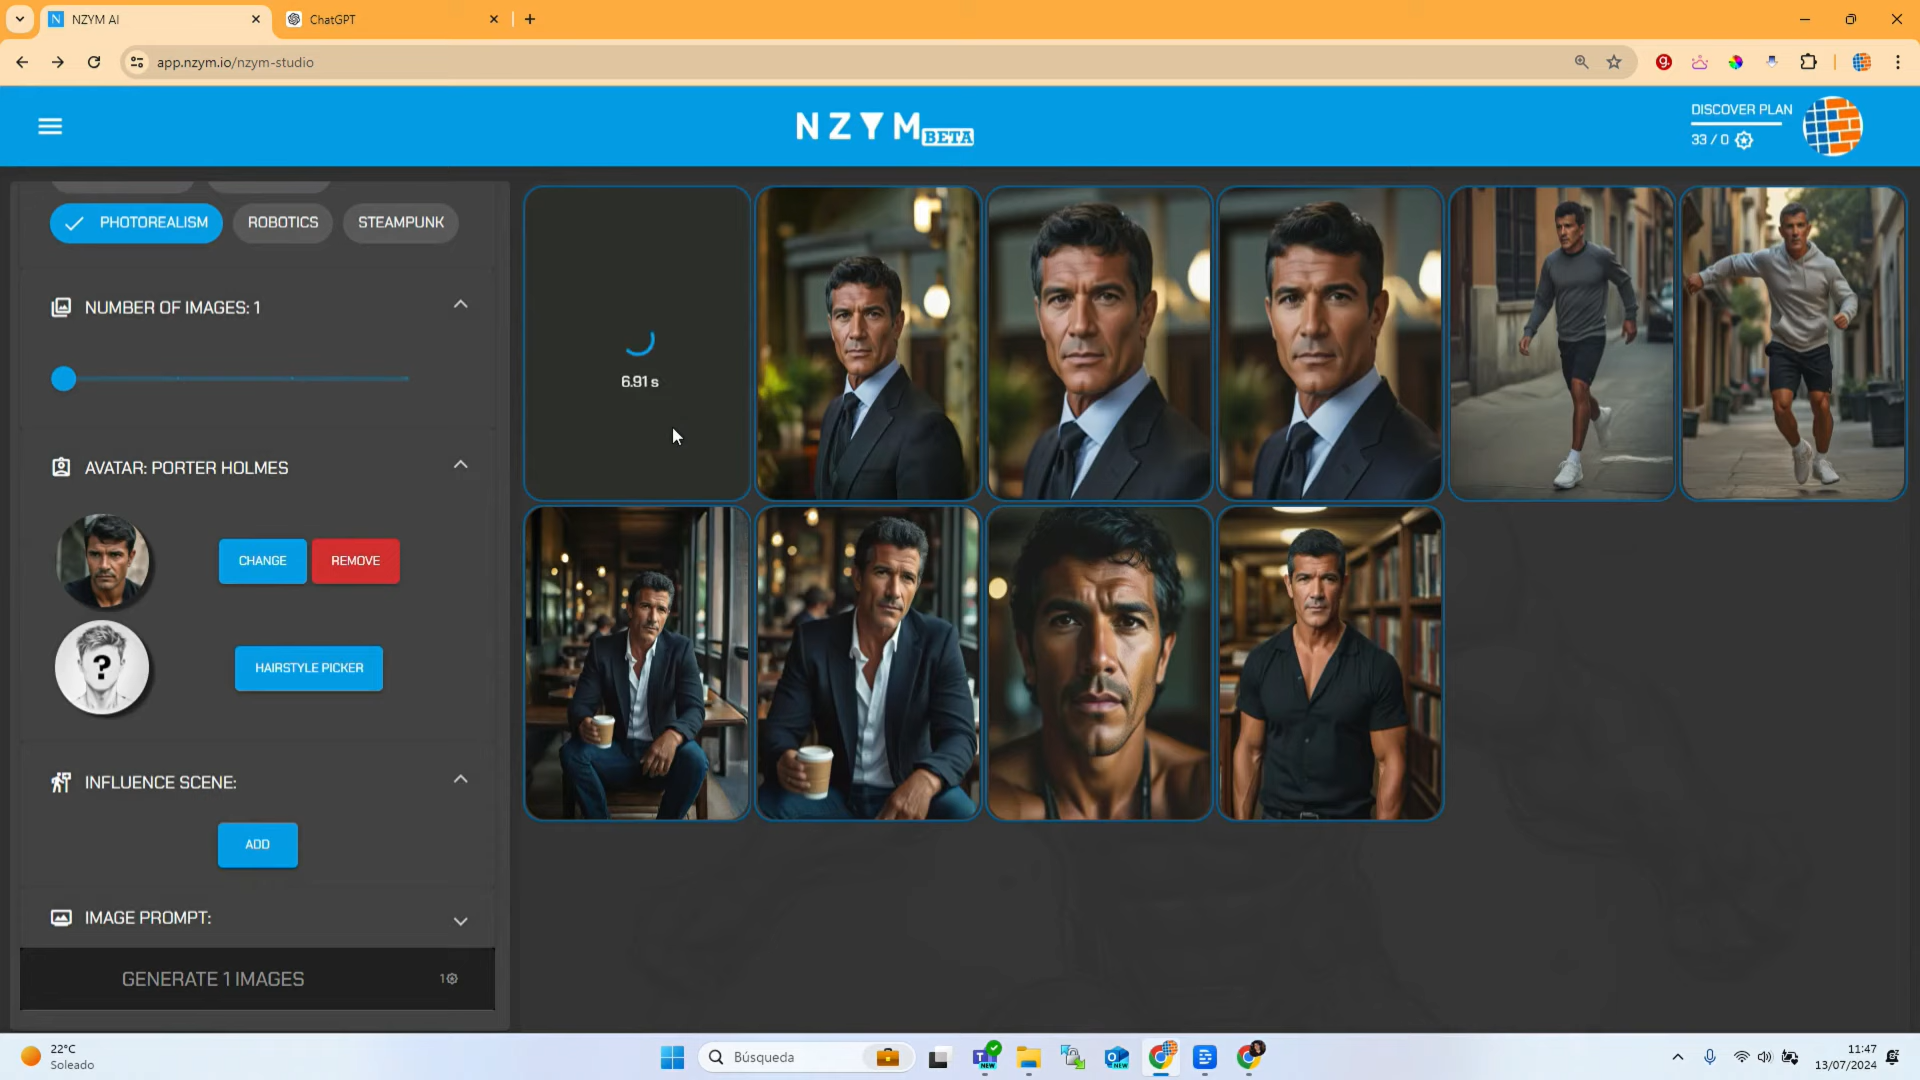 NZYM AI
ChatGPT
app.nzym.io/nzym-studio
NZYM BETA
DISCOVER PLAN
33 / 0
PHOTOREALISM
ROBOTICS
STEAMPUNK
NUMBER OF IMAGES: 1
AVATAR: PORTER HOLMES
CHANGE
REMOVE
?
HAIRSTYLE PICKER
INFLUENCE SCENE:
ADD
IMAGE PROMPT:
GENERATE 1 IMAGES
1
6.91 s
22°C
Soleado
Búsqueda
NEW
NEW
11:47
13/07/2024